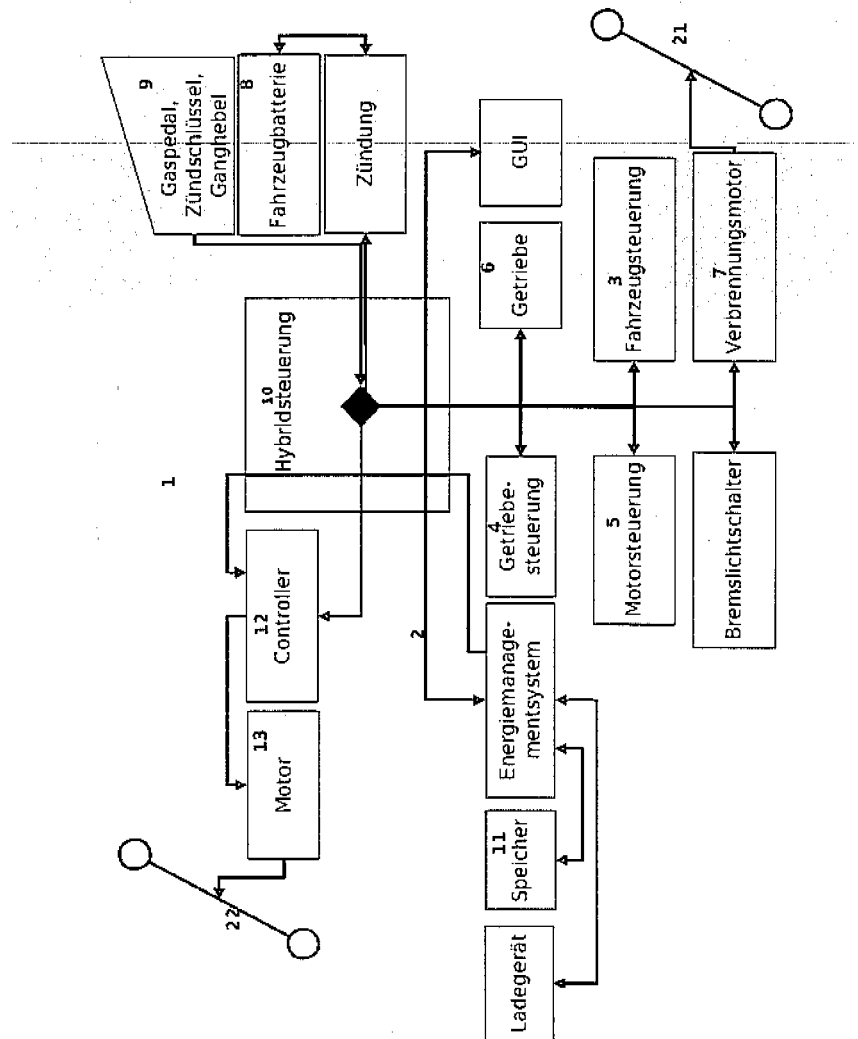 22
13
Motor
12
Controller
1
10
Hybridsteuerung
9
Gaspedal,
Zündschlüssel,
Ganghebel
8
Fahrzeugbatterie
Zündung
2
Ladegerät
11
Speicher
Energiemanage-
mentsystem
4
Getriebe-
steuerung
6
Getriebe
GUI
5
Motorsteuerung
3
Fahrzeugsteuerung
Bremslichtschalter
7
Verbrennungsmotor
21